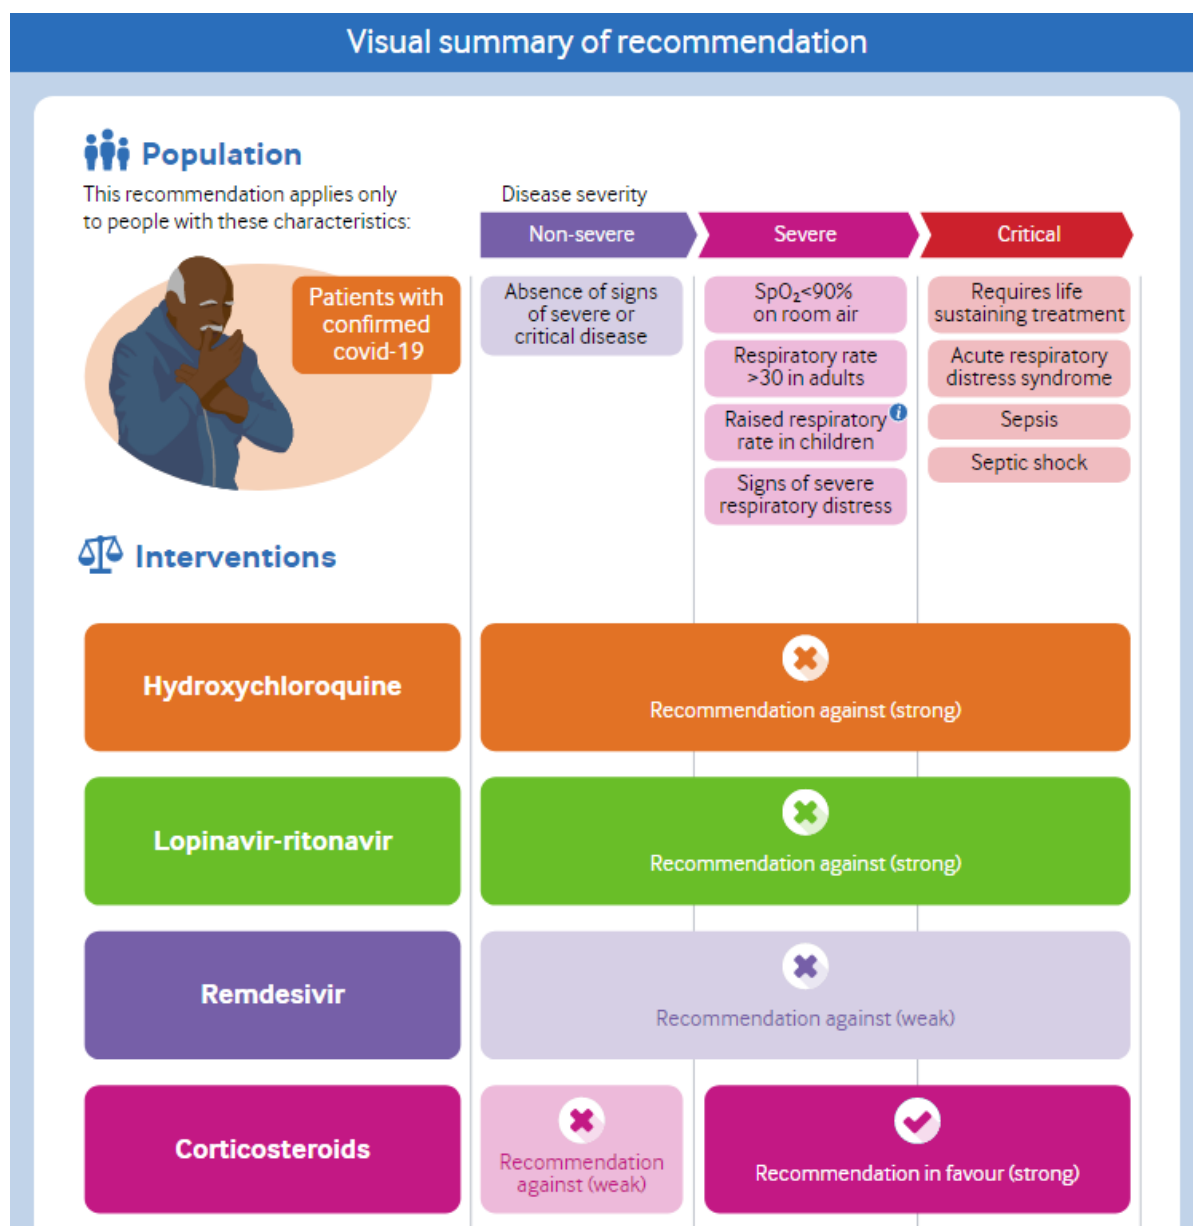 Visual summary of recommendation
Population
This recommendation applies only
to people with these characteristics:
Patients with
confirmed
covid-19
Disease severity
Non-severe
Severe
Critical
Absence of signs
of severe or
critical disease
SpO₂<90%
on room air
Respiratory rate
>30 in adults
Raised respiratory
rate in children
i
Signs of severe
respiratory distress
Requires life
sustaining treatment
Acute respiratory
distress syndrome
Sepsis
Septic shock
Interventions
Hydroxychloroquine
Recommendation against (strong)
Lopinavir-ritonavir
Recommendation against (strong)
Remdesivir
Recommendation against (weak)
Corticosteroids
Recommendation
against (weak)
Recommendation in favour (strong)